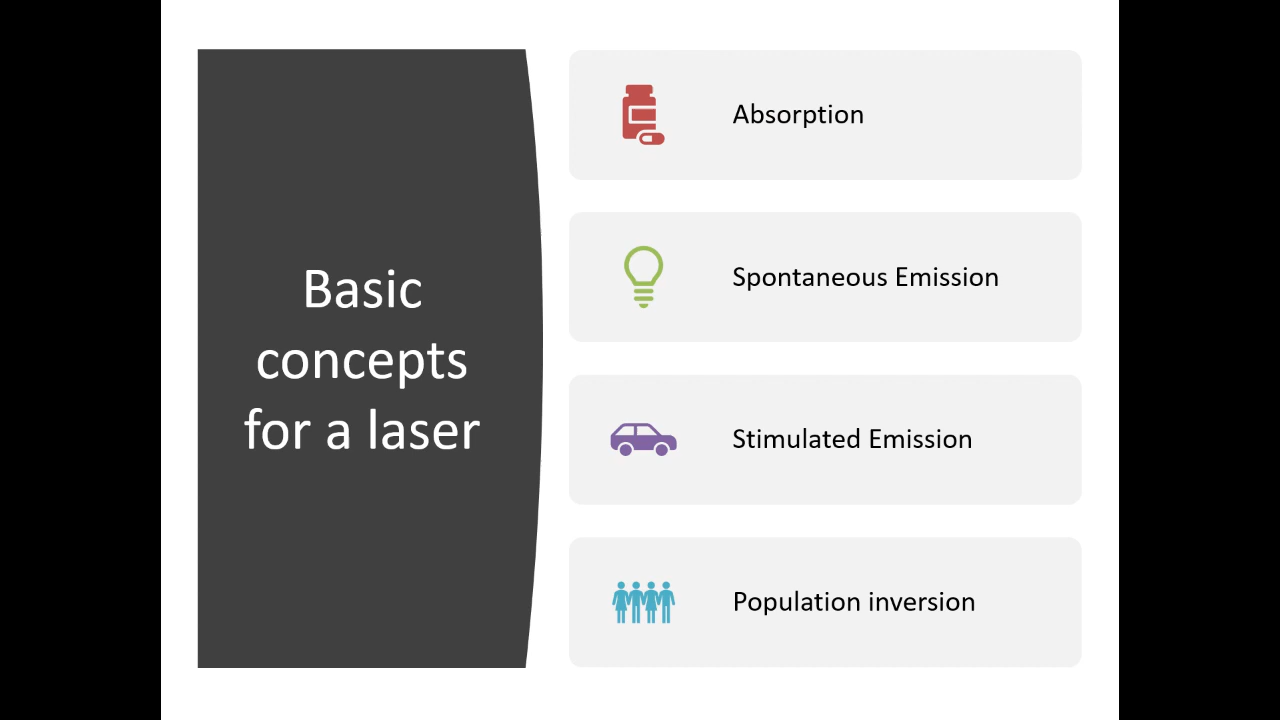 Basic
concepts
for a laser
Absorption
Spontaneous Emission
Stimulated Emission
Population inversion